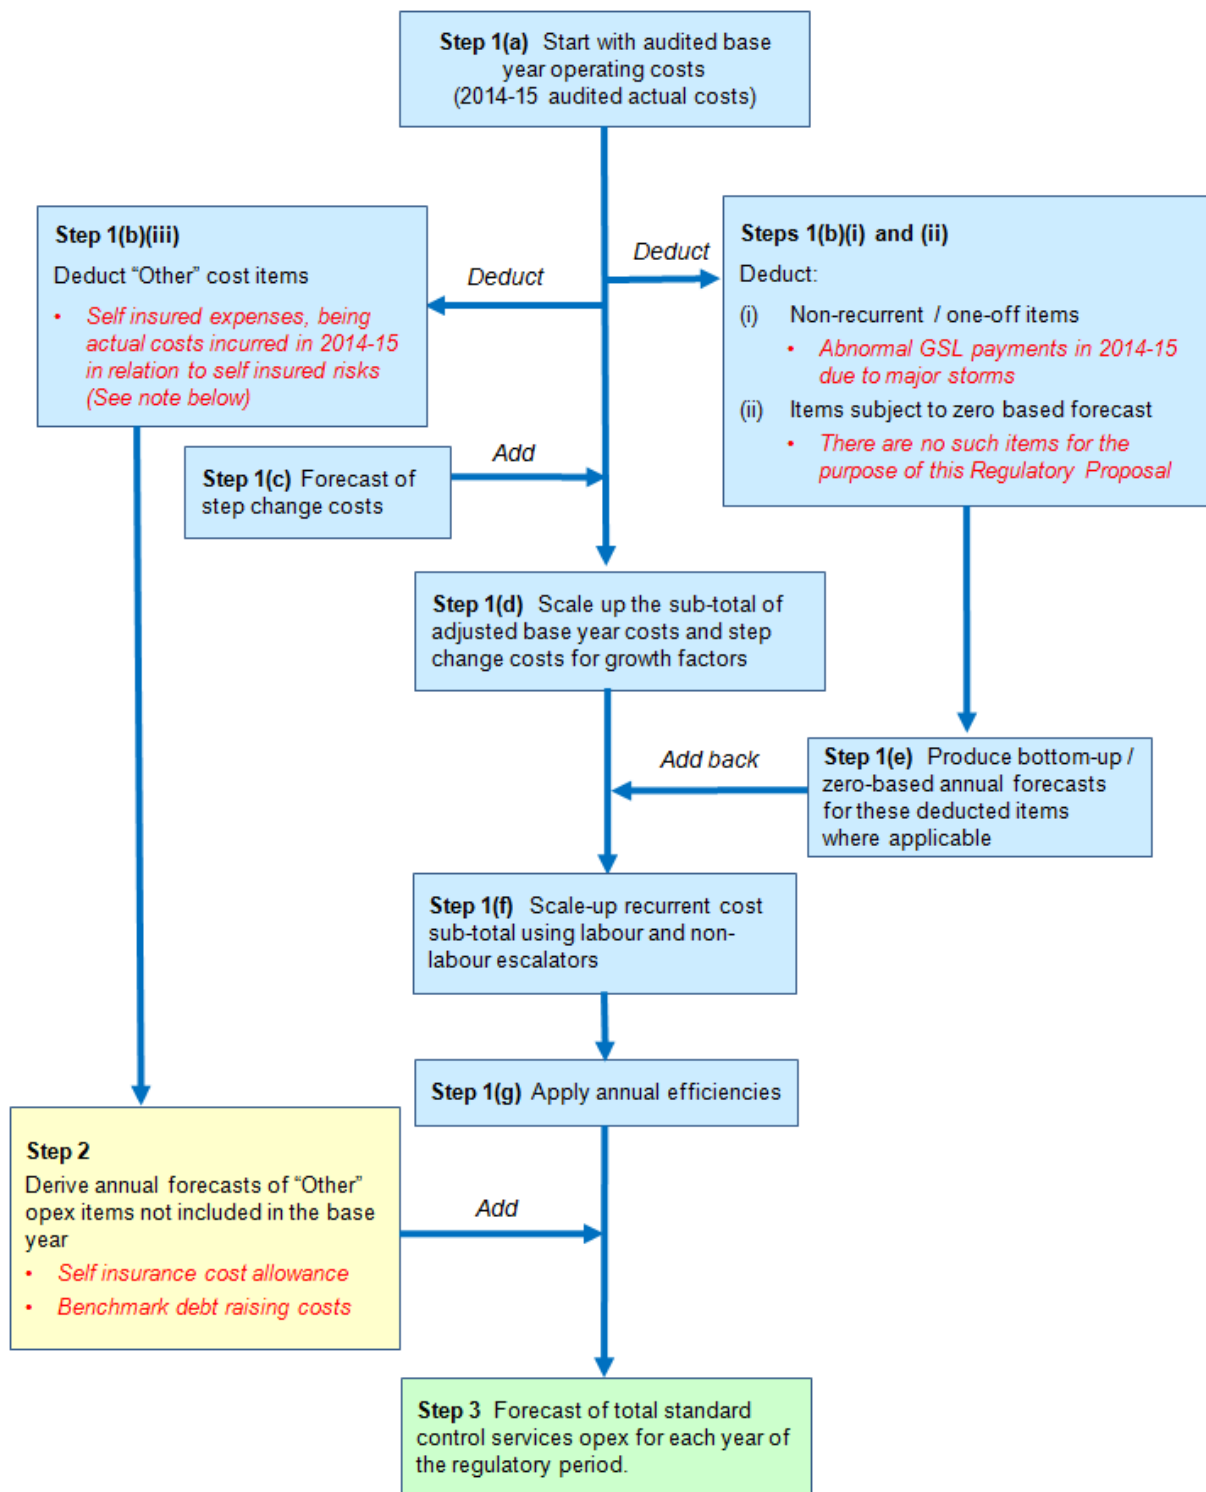 Step 1(a) Start with audited base
year operating costs
(2014-15 audited actual costs)
Step 1(b)(iii)
Deduct “Other” cost items
• Self insured expenses, being
actual costs incurred in 2014-15
in relation to self insured risks
(See note below)
Deduct
Deduct
Steps 1(b)(i) and (ii)
Deduct:
(i) Non-recurrent / one-off items
• Abnormal GSL payments in 2014-15
due to major storms
(ii) Items subject to zero based forecast
• There are no such items for the
purpose of this Regulatory Proposal
Step 1(c) Forecast of
step change costs
Add
Step 1(d) Scale up the sub-total of
adjusted base year costs and step
change costs for growth factors
Add back
Step 1(e) Produce bottom-up /
zero-based annual forecasts
for these deducted items
where applicable
Step 1(f) Scale-up recurrent cost
sub-total using labour and non-
labour escalators
Step 1(g) Apply annual efficiencies
Step 2
Derive annual forecasts of “Other”
opex items not included in the base
year
• Self insurance cost allowance
• Benchmark debt raising costs
Add
Step 3 Forecast of total standard
control services opex for each year of
the regulatory period.